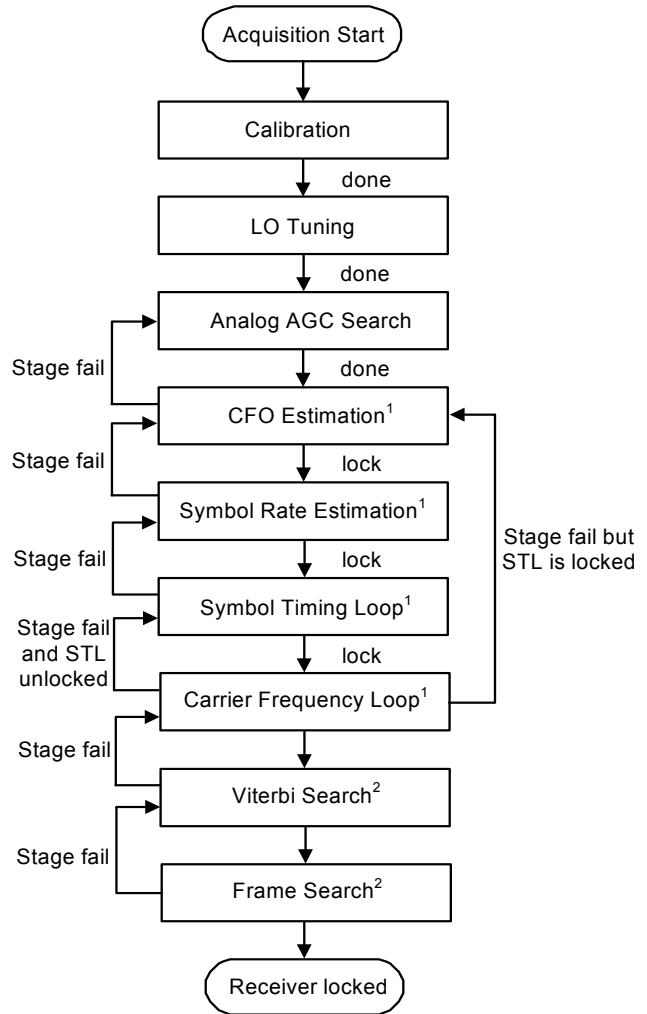 Acquisition Start
Calibration
done
LO Tuning
done
Analog AGC Search
Stage fail
done
CFO Estimation¹
Stage fail
lock
Symbol Rate Estimation¹
Stage fail but
STL is locked
Stage fail
lock
Symbol Timing Loop¹
Stage fail
and STL
unlocked
lock
Carrier Frequency Loop¹
Stage fail
Viterbi Search²
Stage fail
Frame Search²
Receiver locked